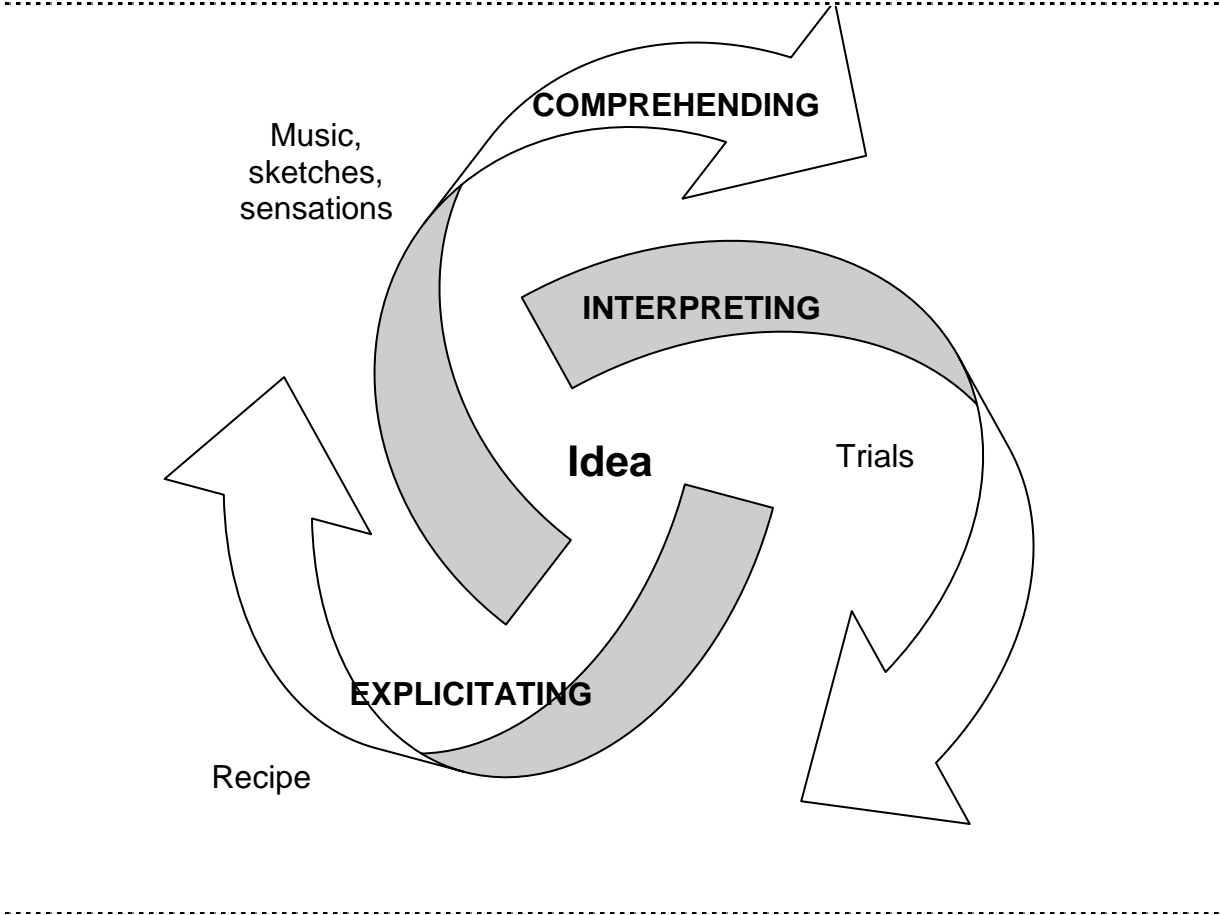 COMPREHENDING
Music,
sketches,
sensations
INTERPRETING
Idea
Trials
EXPLICITATING
Recipe